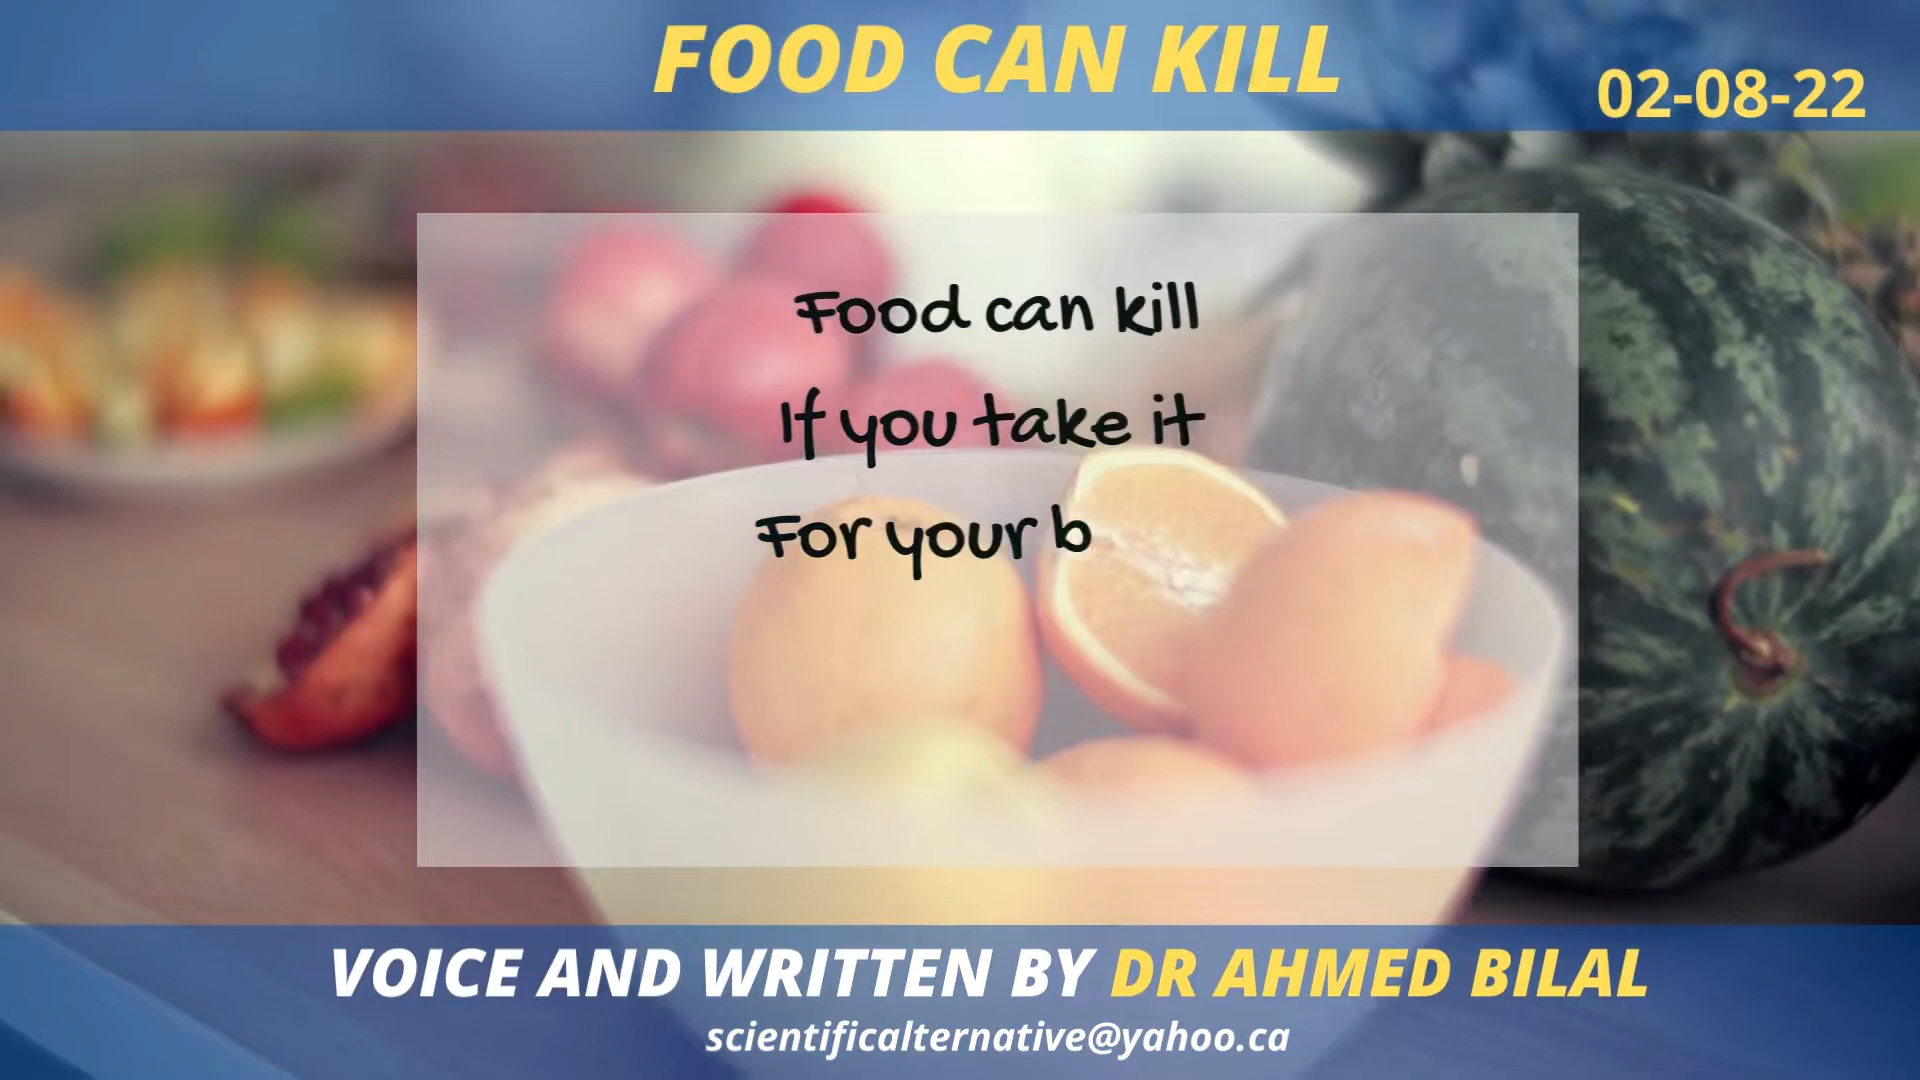 FOOD CAN KILL
02-08-22
Food can kill
If you take it
For your b
VOICE AND WRITTEN BY DR AHMED BILAL
scientificalternative@yahoo.ca